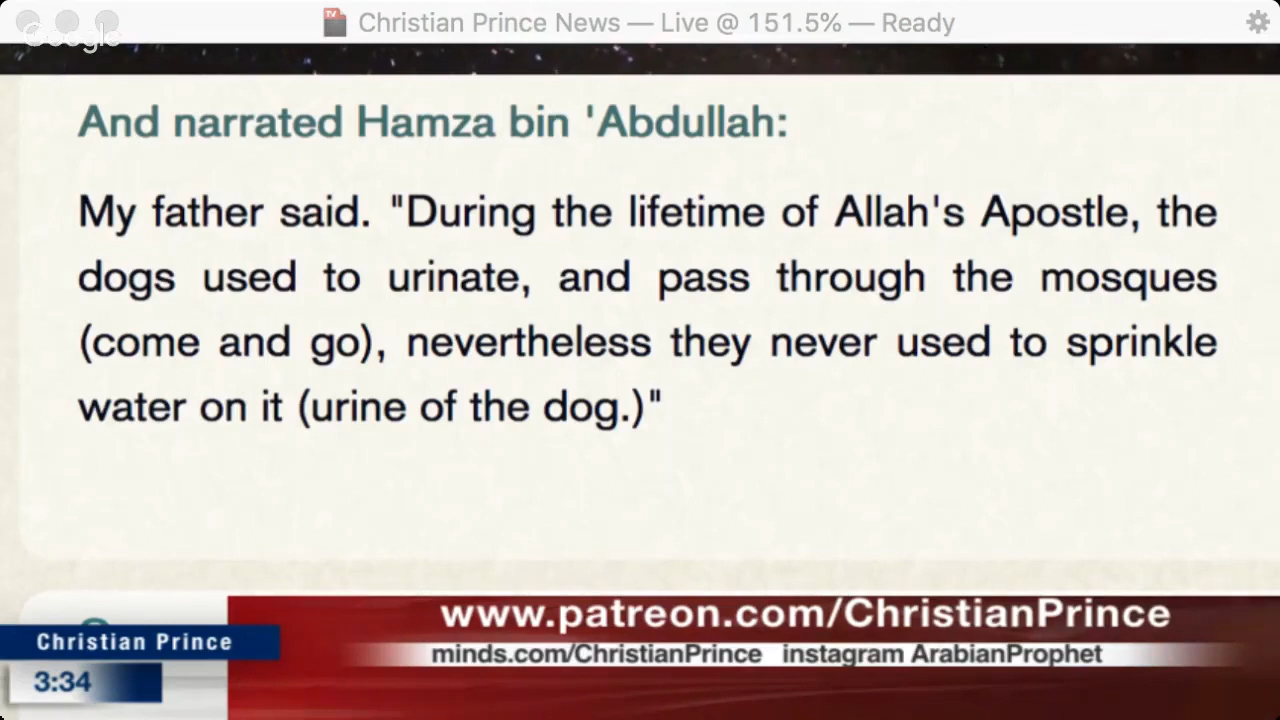 Christian Prince News — Live @ 151.5% — Ready
Google
And narrated Hamza bin 'Abdullah:
My father said. "During the lifetime of Allah's Apostle, the
dogs used to urinate, and pass through the mosques
(come and go), nevertheless they never used to sprinkle
water on it (urine of the dog.)"
www.patreon.com/ChristianPrince
Christian Prince
minds.com/ChristianPrince instagram ArabianProphet
3:34